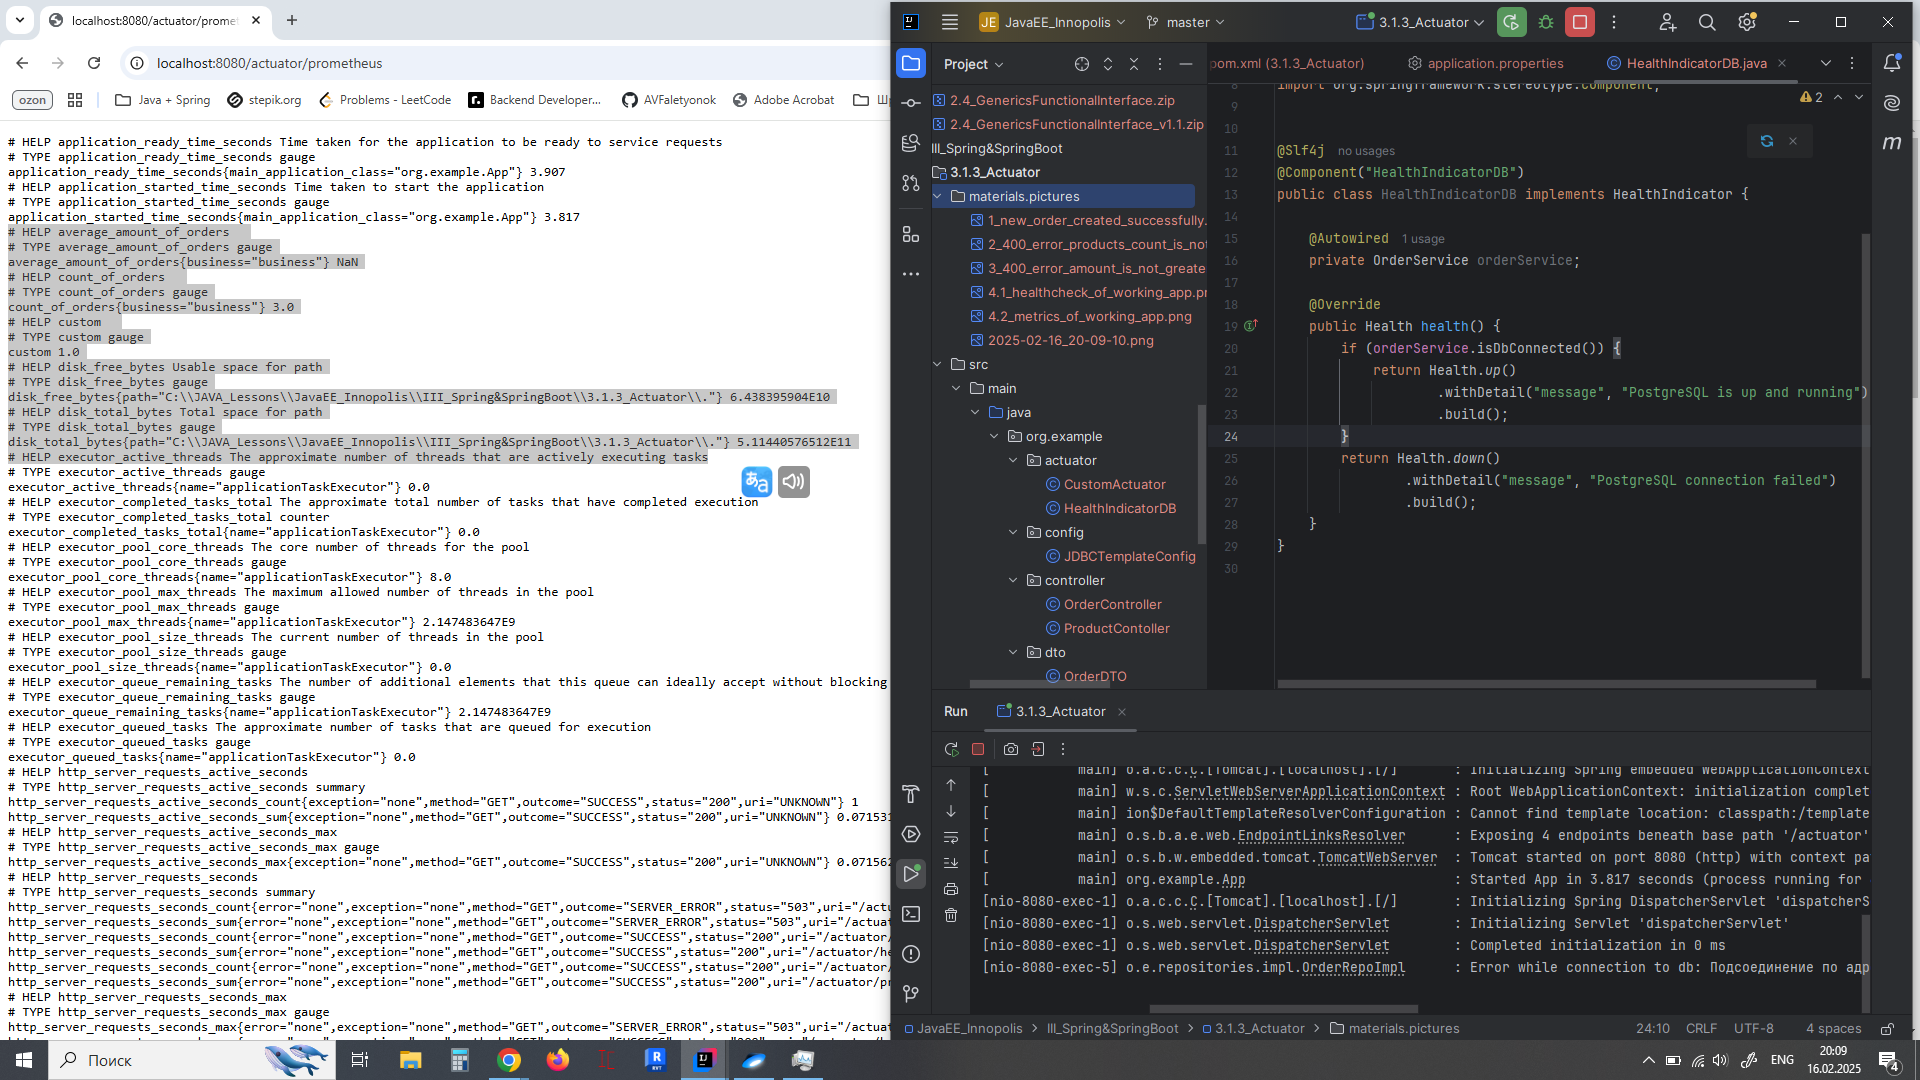 localhost:8080/actuator/prome
localhost:8080/actuator/prometheus
ozon
Java + Spring
stepik.org
Problems - LeetCode
Backend Developer...
AVFaletyonok
Adobe Acrobat
# HELP application_ready_time_seconds Time taken for the application to be ready to service requests
# TYPE application_ready_time_seconds gauge
application_ready_time_seconds{main_application_class="org.example.App"} 3.907
# HELP application_started_time_seconds Time taken to start the application
# TYPE application_started_time_seconds gauge
application_started_time_seconds{main_application_class="org.example.App"} 3.817
# HELP average_amount_of_orders
# TYPE average_amount_of_orders gauge
average_amount_of_orders{business="business"} NaN
# HELP count_of_orders
# TYPE count_of_orders gauge
count_of_orders{business="business"} 3.0
# HELP custom
# TYPE custom gauge
custom 1.0
# HELP disk_free_bytes Usable space for path
# TYPE disk_free_bytes gauge
disk_free_bytes{path="C:\\JAVA_Lessons\\JavaEE_Innopolis\\III_Spring&SpringBoot\\3.1.3_Actuator\\."} 6.438395904E10
# HELP disk_total_bytes Total space for path
# TYPE disk_total_bytes gauge
disk_total_bytes{path="C:\\JAVA_Lessons\\JavaEE_Innopolis\\III_Spring&SpringBoot\\3.1.3_Actuator\\."} 5.11440576512E11
# HELP executor_active_threads The approximate number of threads that are actively executing tasks
# TYPE executor_active_threads gauge
executor_active_threads{name="applicationTaskExecutor"} 0.0
# HELP executor_completed_tasks_total The approximate total number of tasks that have completed execution
# TYPE executor_completed_tasks_total counter
executor_completed_tasks_total{name="applicationTaskExecutor"} 0.0
# HELP executor_pool_core_threads The core number of threads for the pool
# TYPE executor_pool_core_threads gauge
executor_pool_core_threads{name="applicationTaskExecutor"} 8.0
# HELP executor_pool_max_threads The maximum allowed number of threads in the pool
# TYPE executor_pool_max_threads gauge
executor_pool_max_threads{name="applicationTaskExecutor"} 2.147483647E9
# HELP executor_pool_size_threads The current number of threads in the pool
# TYPE executor_pool_size_threads gauge
executor_pool_size_threads{name="applicationTaskExecutor"} 0.0
# HELP executor_queue_remaining_tasks The number of additional elements that this queue can ideally accept without blocking
# TYPE executor_queue_remaining_tasks gauge
executor_queue_remaining_tasks{name="applicationTaskExecutor"} 2.147483647E9
# HELP executor_queued_tasks The approximate number of tasks that are queued for execution
# TYPE executor_queued_tasks gauge
executor_queued_tasks{name="applicationTaskExecutor"} 0.0
# HELP http_server_requests_active_seconds
# TYPE http_server_requests_active_seconds summary
http_server_requests_active_seconds_count{exception="none",method="GET",outcome="SUCCESS",status="200",uri="UNKNOWN"} 1
http_server_requests_active_seconds_sum{exception="none",method="GET",outcome="SUCCESS",status="200",uri="UNKNOWN"} 0.071531
# HELP http_server_requests_active_seconds_max
# TYPE http_server_requests_active_seconds_max gauge
http_server_requests_active_seconds_max{exception="none",method="GET",outcome="SUCCESS",status="200",uri="UNKNOWN"} 0.071562
# HELP http_server_requests_seconds
# TYPE http_server_requests_seconds summary
http_server_requests_seconds_count{error="none",exception="none",method="GET",outcome="SERVER_ERROR",status="503",uri="/actu
http_server_requests_seconds_sum{error="none",exception="none",method="GET",outcome="SERVER_ERROR",status="503",uri="/actuat
http_server_requests_seconds_count{error="none",exception="none",method="GET",outcome="SUCCESS",status="200",uri="/actuator/
http_server_requests_seconds_sum{error="none",exception="none",method="GET",outcome="SUCCESS",status="200",uri="/actuator/he
http_server_requests_seconds_count{error="none",exception="none",method="GET",outcome="SUCCESS",status="200",uri="/actuator/
http_server_requests_seconds_sum{error="none",exception="none",method="GET",outcome="SUCCESS",status="200",uri="/actuator/pr
# HELP http_server_requests_seconds_max
# TYPE http_server_requests_seconds_max gauge
http_server_requests_seconds_max{error="none",exception="none",method="GET",outcome="SERVER_ERROR",status="503",uri="/actuat
JE JavaEE_Innopolis
master
3.1.3_Actuator
Project
2.4_GenericsFunctionalInterface.zip
2.4_GenericsFunctionalInterface_v1.1.zip
III_Spring&SpringBoot
3.1.3_Actuator
materials.pictures
1_new_order_created_successfully.
2_400_error_products_count_is_not
3_400_error_amount_is_not_greate
4.1_healthcheck_of_working_app.pr
4.2_metrics_of_working_app.png
2025-02-16_20-09-10.png
src
main
java
org.example
actuator
CustomActuator
HealthIndicatorDB
config
JDBCTemplateConfig
controller
OrderController
ProductContoller
dto
OrderDTO
pom.xml (3.1.3_Actuator)
application.properties
HealthIndicatorDB.java
2
8 import org.springframework.stereotype.Component;
9
10
11 @Slf4j no usages
12 @Component("HealthIndicatorDB")
13 public class HealthIndicatorDB implements HealthIndicator {
14
15 @Autowired 1 usage
16 private OrderService orderService;
17
18 @Override
19 public Health health() {
20 if (orderService.isDbConnected()) {
21 return Health.up()
22 .withDetail("message", "PostgreSQL is up and running")
23 .build();
24 }
25 return Health.down()
26 .withDetail("message", "PostgreSQL connection failed")
27 .build();
28 }
29 }
30
Run
3.1.3_Actuator
[ main] o.a.c.c.C.[Tomcat].[localhost].[/] : Initializing Spring embedded WebApplicationContext
[ main] w.s.c.ServletWebServerApplicationContext : Root WebApplicationContext: initialization complet
[ main] ion$DefaultTemplateResolverConfiguration : Cannot find template location: classpath:/template
[ main] o.s.b.a.e.web.EndpointLinksResolver : Exposing 4 endpoints beneath base path '/actuator'
[ main] o.s.b.w.embedded.tomcat.TomcatWebServer : Tomcat started on port 8080 (http) with context pa
[ main] org.example.App : Started App in 3.817 seconds (process running for
[nio-8080-exec-1] o.a.c.c.C.[Tomcat].[localhost].[/] : Initializing Spring DispatcherServlet 'dispatcherS
[nio-8080-exec-1] o.s.web.servlet.DispatcherServlet : Initializing Servlet 'dispatcherServlet'
[nio-8080-exec-1] o.s.web.servlet.DispatcherServlet : Completed initialization in 0 ms
[nio-8080-exec-5] o.e.repositories.impl.OrderRepoImpl : Error while connection to db: Подсоединение по адр
JavaEE_Innopolis > III_Spring&SpringBoot > 3.1.3_Actuator > materials.pictures
24:10 CRLF UTF-8 4 spaces
Поиск
ENG
20:09
16.02.2025
4